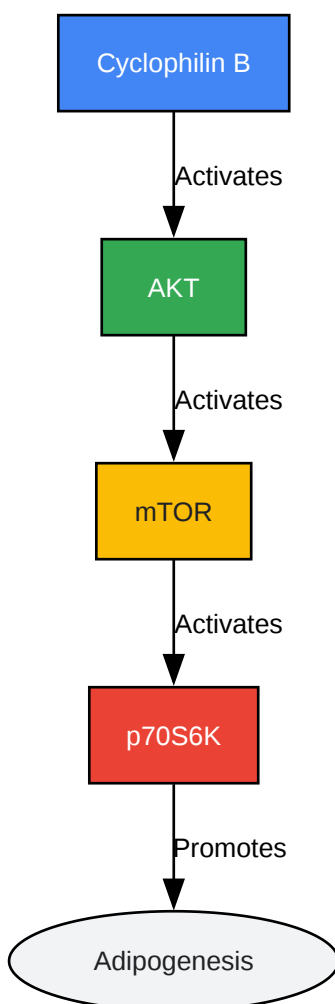 Cyclophilin B
Activates
AKT
Activates
mTOR
Activates
p70S6K
Promotes
Adipogenesis